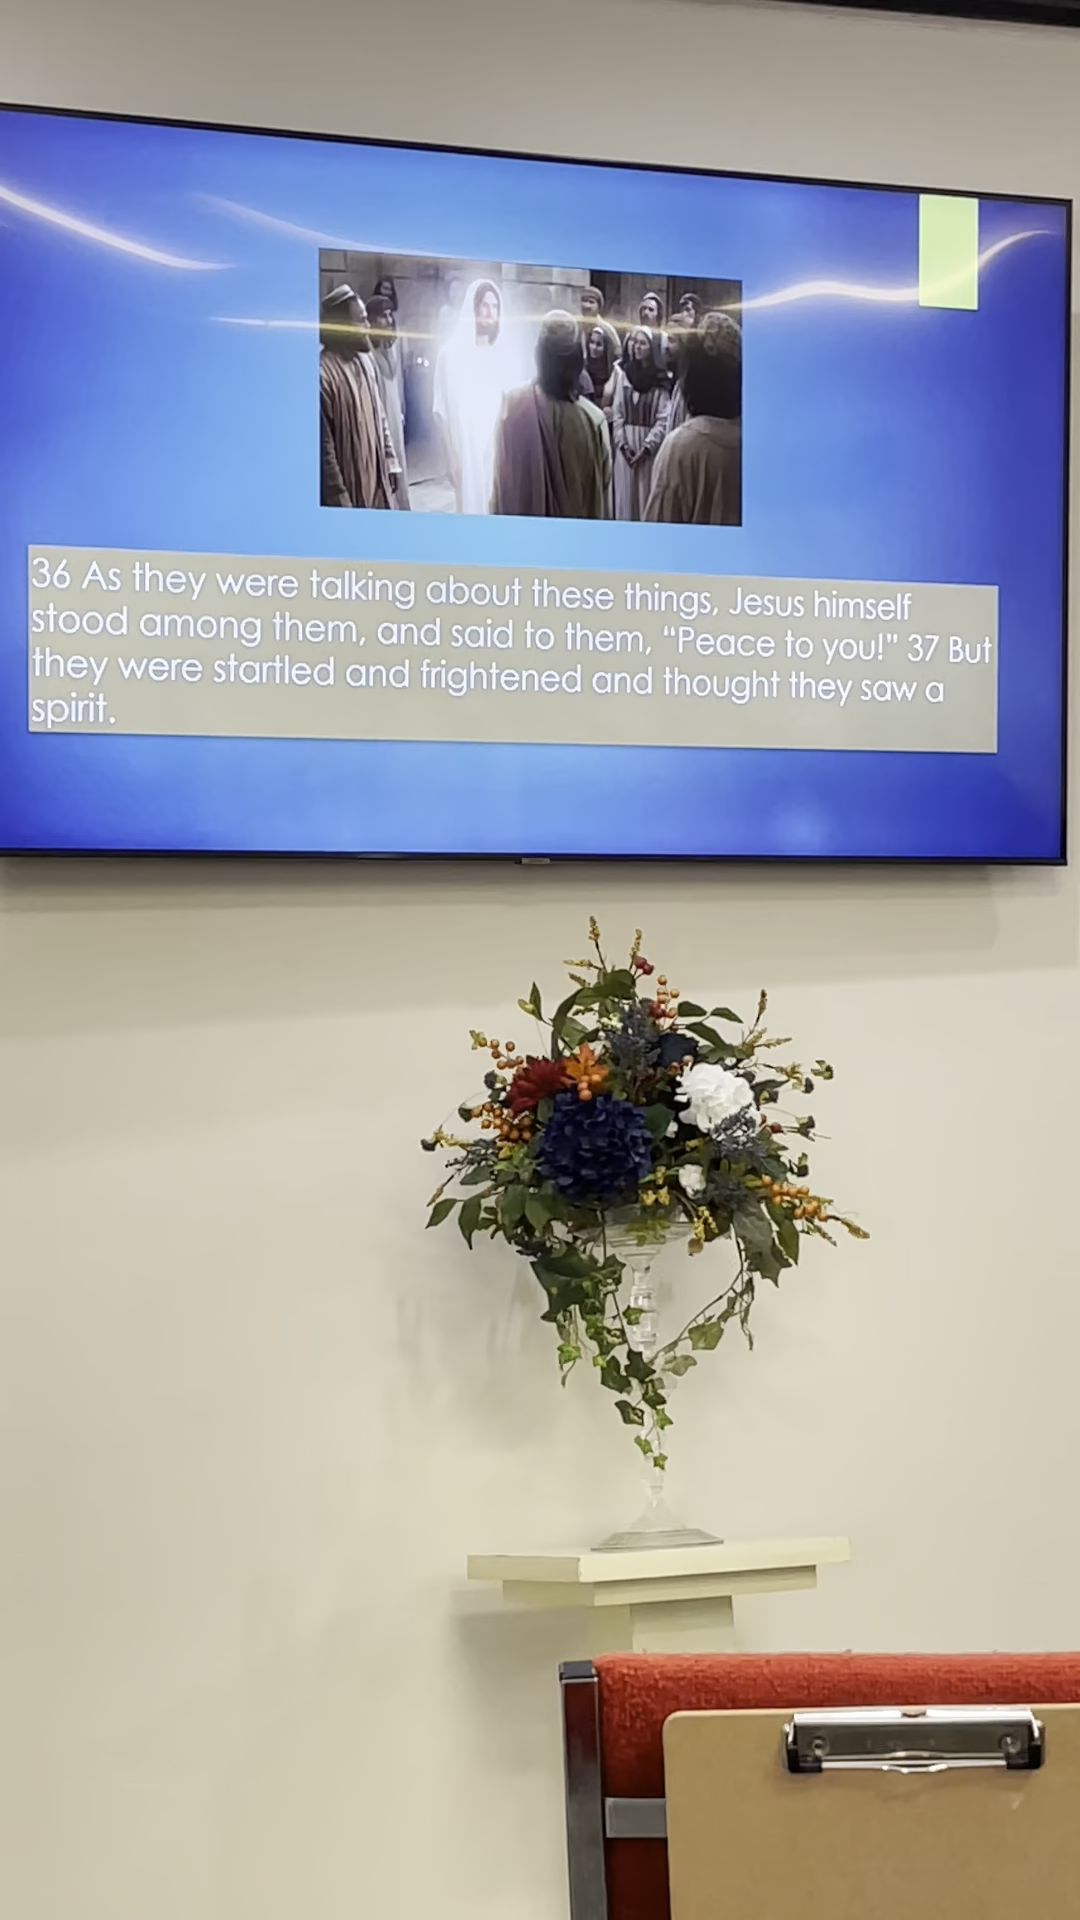 36 As they were talking about these things, Jesus himself
stood among them, and said to them, “Peace to you!” 37 But
they were startled and frightened and thought they saw a
spirit.